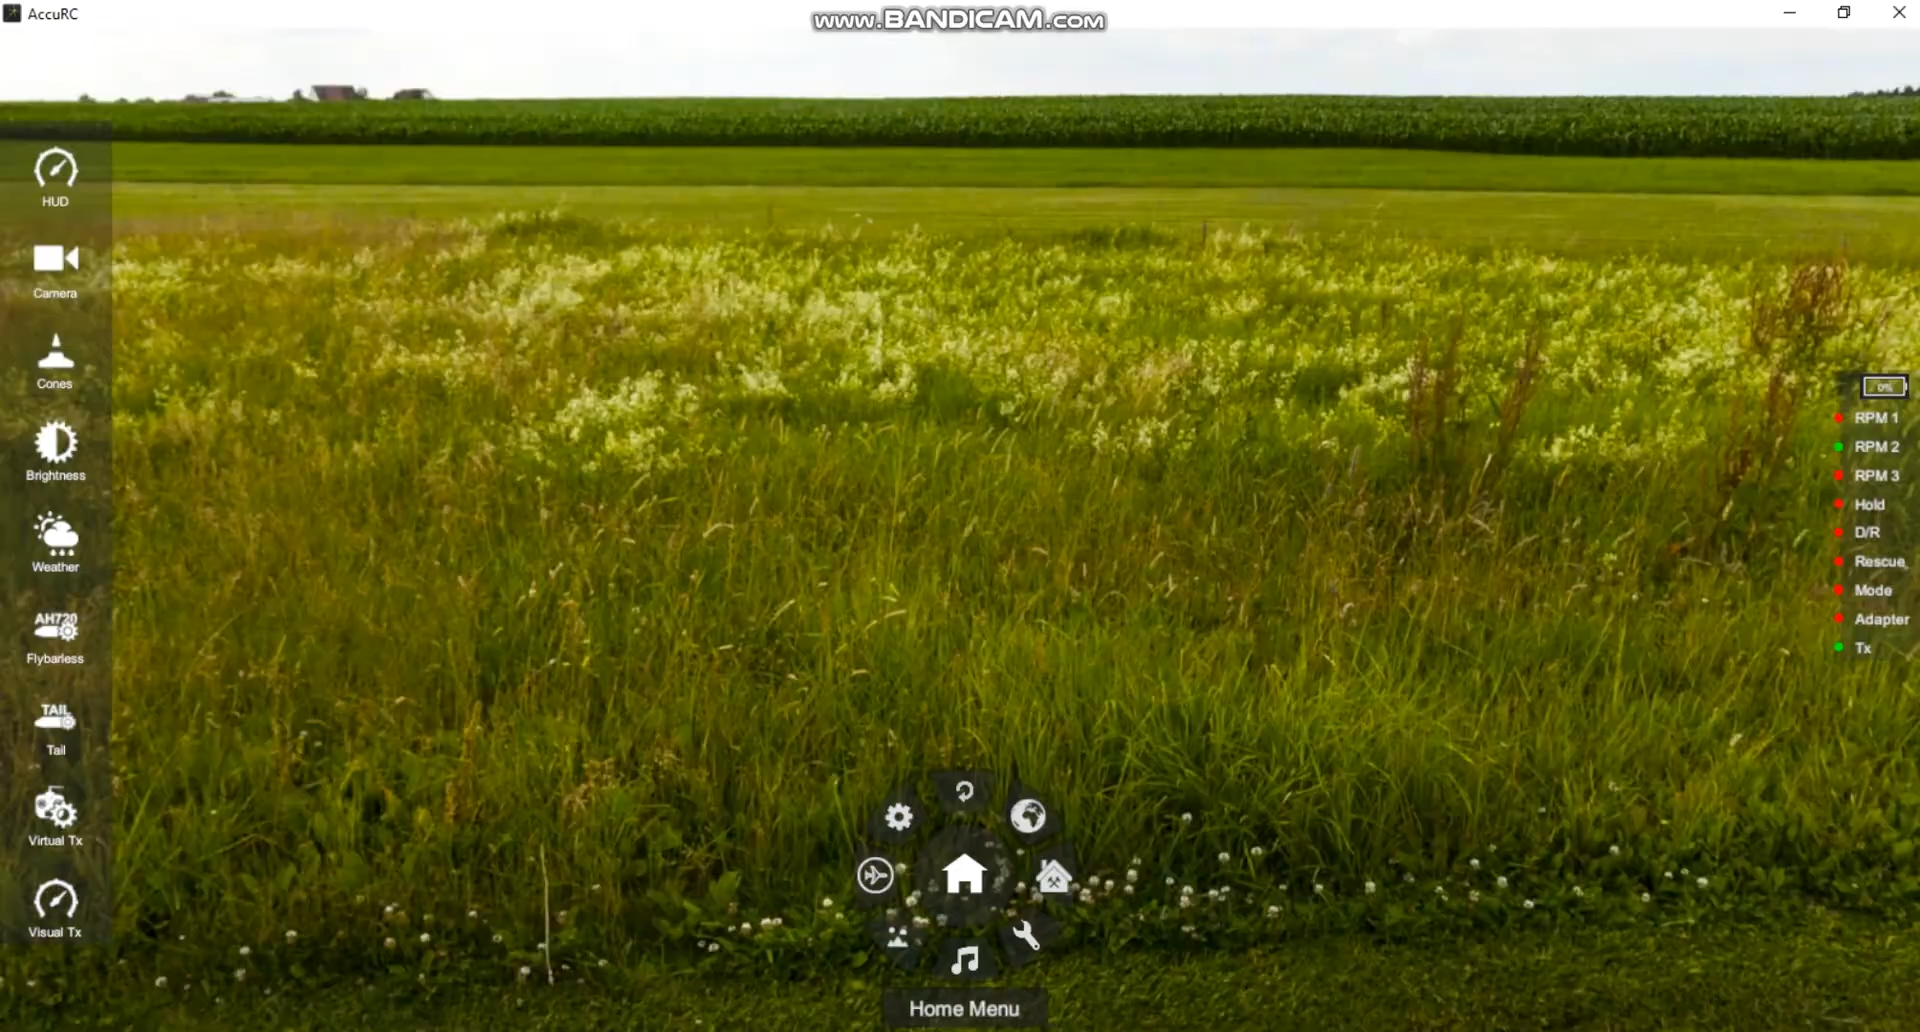 AccuRC
www.BANDICAM.com
HUD
Camera
Cones
Brightness
Weather
AH720
Flybarless
TAIL
Tail
Virtual Tx
Visual Tx
0%
RPM 1
RPM 2
RPM 3
Hold
D/R
Rescue
Mode
Adapter
Tx
Home Menu